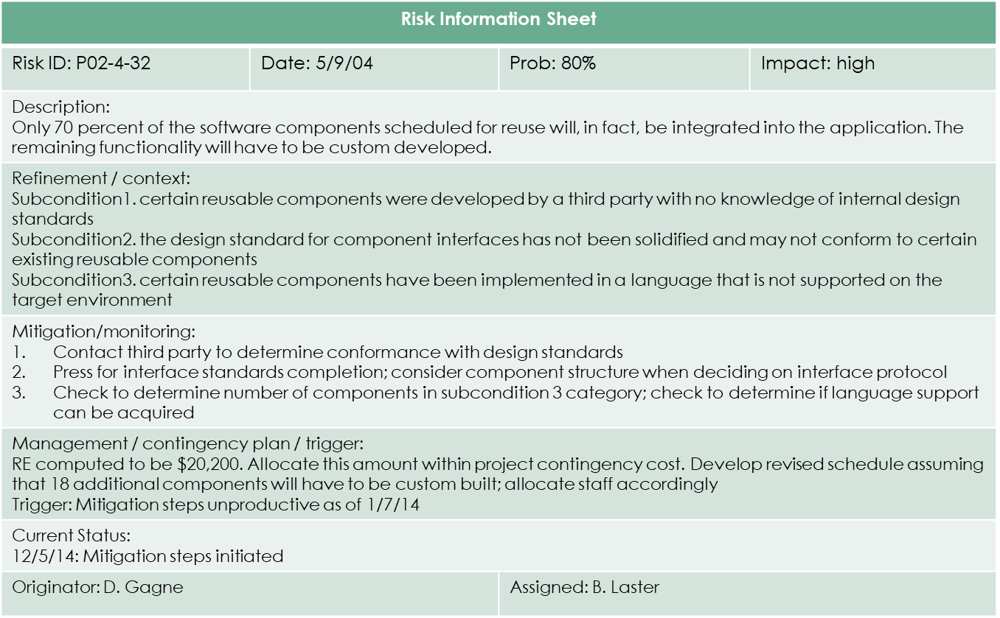 Risk Information Sheet
Risk ID: P02-4-32
Date: 5/9/04
Prob: 80%
Impact: high
Description:
Only 70 percent of the software components scheduled for reuse will, in fact, be integrated into the application. The
remaining functionality will have to be custom developed.
Refinement / context:
Subcondition1. certain reusable components were developed by a third party with no knowledge of internal design
standards
Subcondition2. the design standard for component interfaces has not been solidified and may not conform to certain
existing reusable components
Subcondition3. certain reusable components have been implemented in a language that is not supported on the
target environment
Mitigation/monitoring:
1. Contact third party to determine conformance with design standards
2. Press for interface standards completion; consider component structure when deciding on interface protocol
3. Check to determine number of components in subcondition 3 category; check to determine if language support
can be acquired
Management / contingency plan / trigger:
RE computed to be $20,200. Allocate this amount within project contingency cost. Develop revised schedule assuming
that 18 additional components will have to be custom built; allocate staff accordingly
Trigger: Mitigation steps unproductive as of 1/7/14
Current Status:
12/5/14: Mitigation steps initiated
Originator: D. Gagne
Assigned: B. Laster